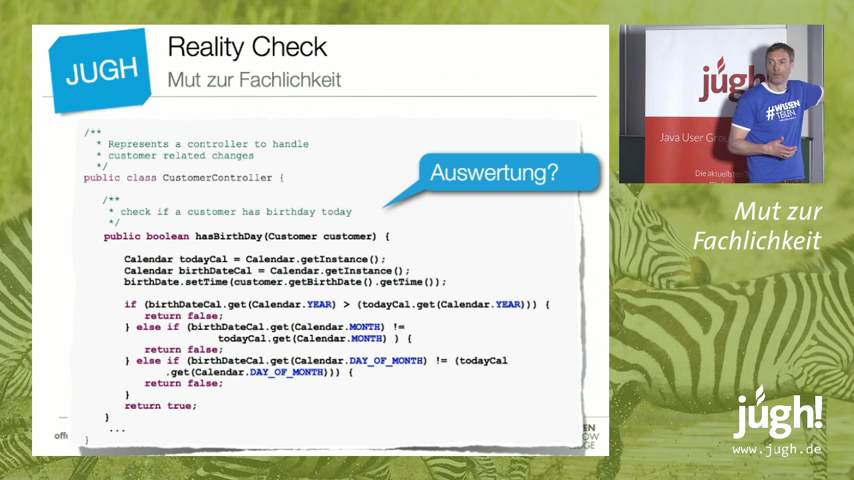 JUGH
Reality Check
Mut zur Fachlichkeit
/**
* Represents a controller to handle
* customer related changes
*/
public class CustomerController {
/**
* check if a customer has birthday today
*/
public boolean hasBirthDay(Customer customer) {
Calendar todayCal = Calendar.getInstance();
Calendar birthDateCal = Calendar.getInstance();
birthDate.setTime(customer.getBirthDate().getTime());
if (birthDateCal.get(Calendar.YEAR) > (todayCal.get(Calendar.YEAR))) {
return false;
} else if (birthDateCal.get(Calendar.MONTH) !=
todayCal.get(Calendar.MONTH) ) {
return false;
} else if (birthDateCal.get(Calendar.DAY_OF_MONTH) != (todayCal
.get(Calendar.DAY_OF_MONTH))) {
return false;
}
return true;
}
...
}
Auswertung?
jugh!
Java User Gro
Die aktuellsten
#WISSEN
TEILEN
Mut zur
Fachlichkeit
jugh!
www.jugh.de